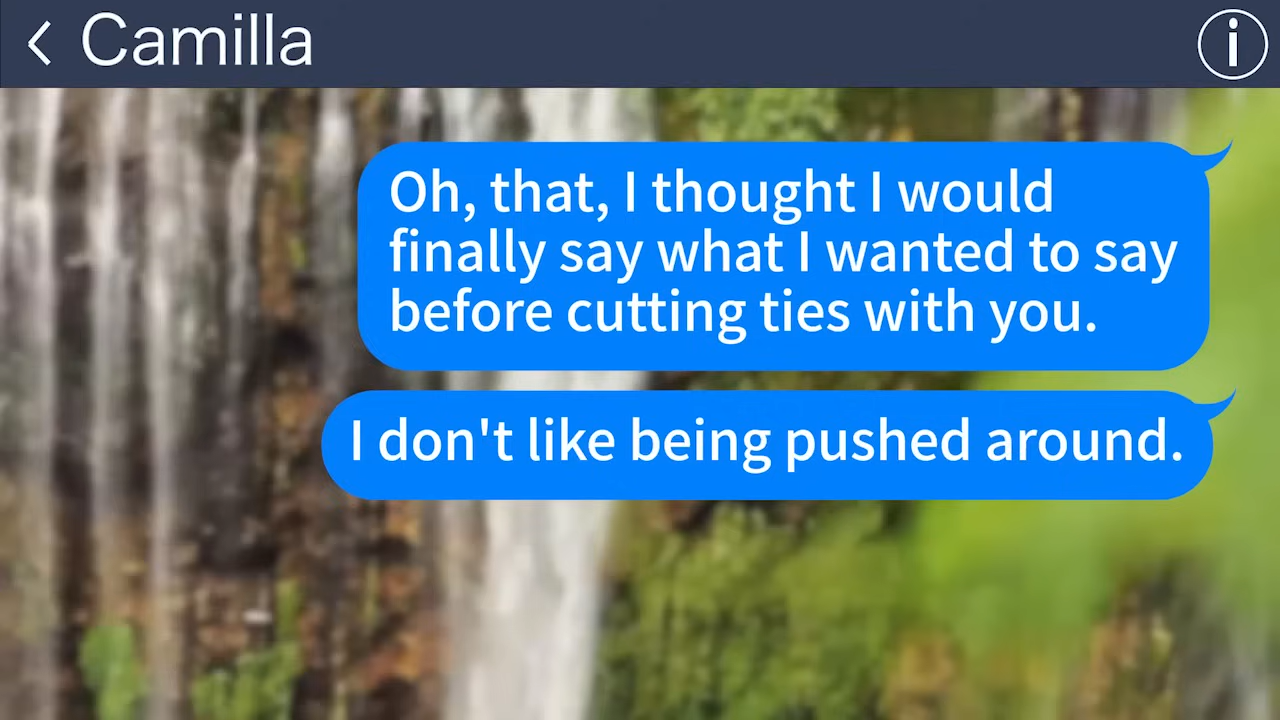 Camilla
Oh, that, I thought I would
finally say what I wanted to say
before cutting ties with you.
I don't like being pushed around.